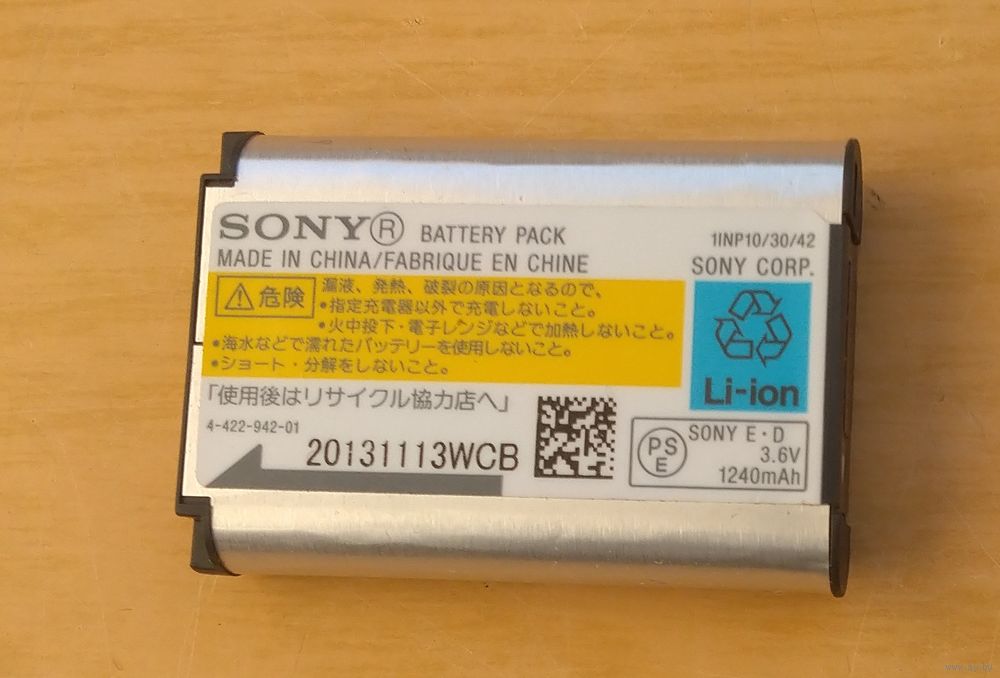 SONY® BATTERY PACK
1INP10/30/42
MADE IN CHINA/FABRIQUE EN CHINE
SONY CORP.
危険
漏液、発熱、破裂の原因となるので、
•指定充電器以外で充電しないこと。
•火中投下・電子レンジなどで加熱しないこと。
•海水などで濡れたバッテリーを使用しないこと。
•ショート・分解をしないこと。
Li-ion
「使用後はリサイクル協力店へ」
4-422-942-01
20131113WCB
PS
E
SONY E・D
3.6V
1240mAh